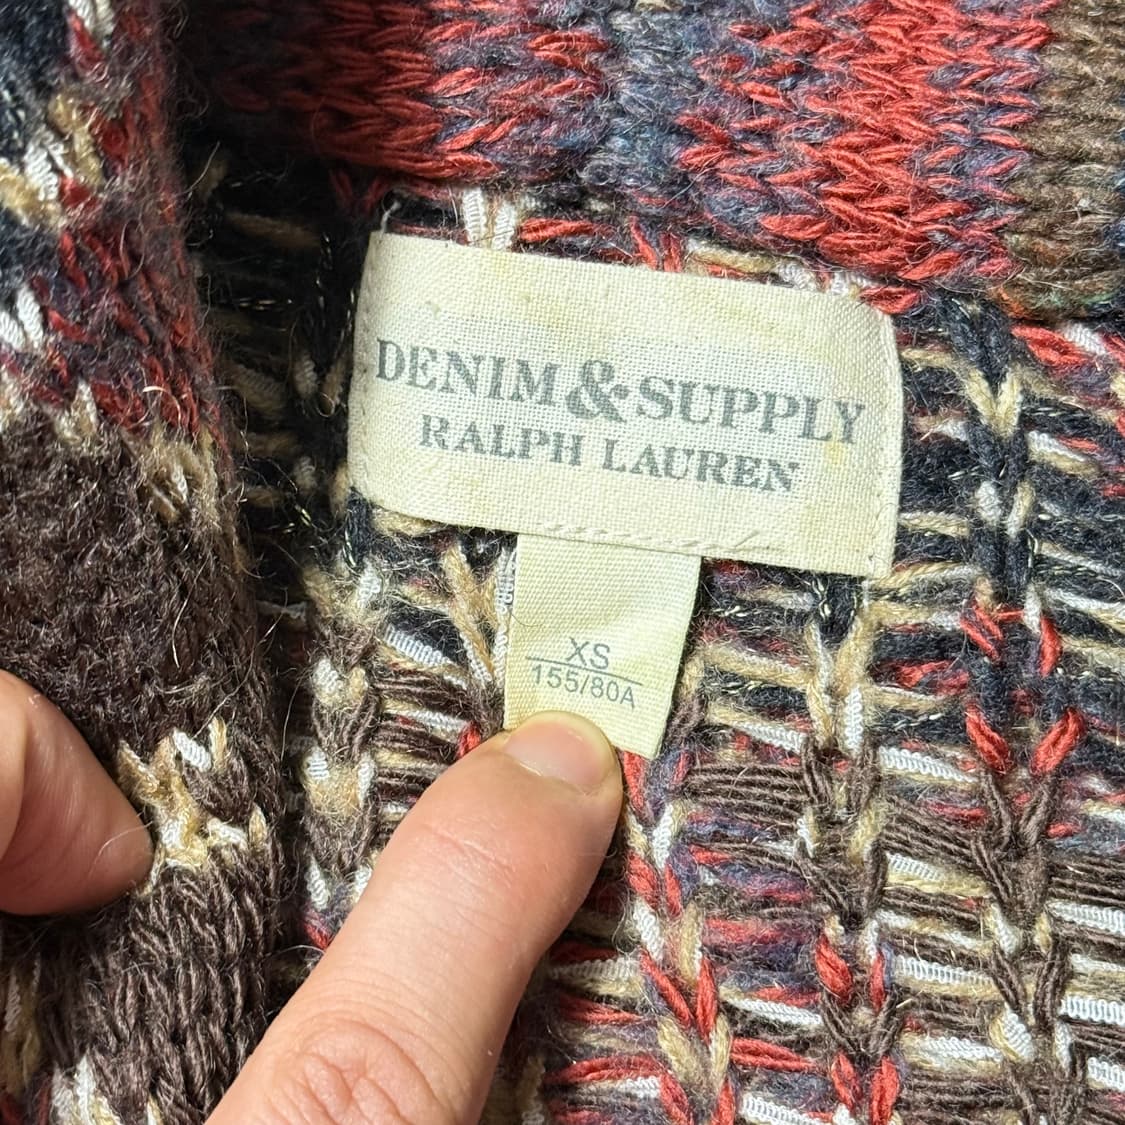 DENIM & SUPPLY
RALPH LAUREN
XS
155/80A